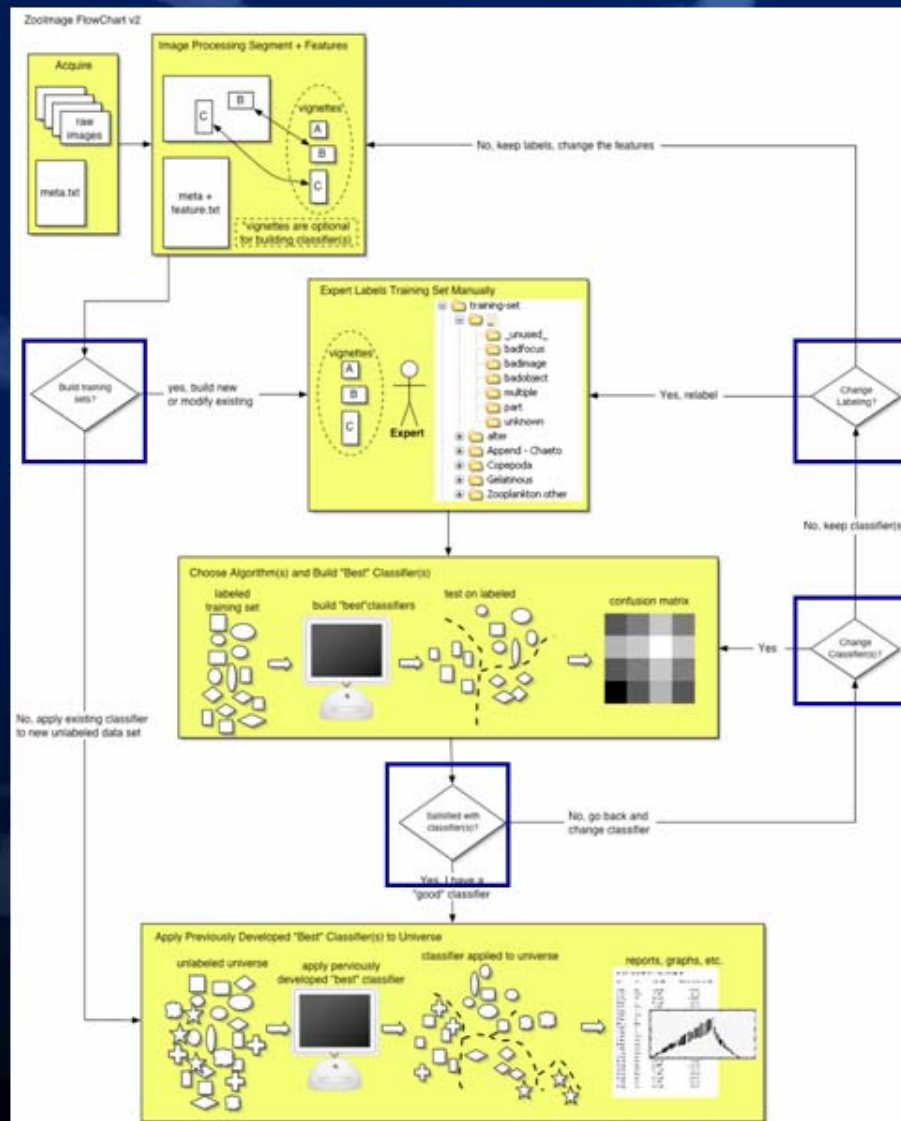 ZooImage FlowChart v2
Acquire
raw
images
meta.txt
Image Processing Segment + Features
B
C
"vignettes"
A
B
C
meta +
feature.txt
"vignettes are optional
for building classifier(s)
No, keep labels, change the features
Build training
sets?
yes, build new
or modify existing
Expert Labels Training Set Manually
"vignettes"
A
B
C
Expert
training-set
_
_unused_
badfocus
badimage
badobject
multiple
part
unknown
alter
Append - Chaeto
Copepoda
Gelatinous
Zooplankton other
Yes, relabel
Change
Labeling?
No, keep classifier(s)
Choose Algorithm(s) and Build "Best" Classifier(s)
labeled
training set
build "best"classifiers
test on labeled
confusion matrix
Yes
Change
Classifier(s)?
No, apply existing classifier
to new unlabeled data set
Satisfied with
classifier(s)?
No, go back and
change classifier
Yes, I have a
"good" classifier
Apply Previously Developed "Best" Classifier(s) to Universe
unlabeled universe
apply perviously
developed "best" classifier
classifier applied to universe
reports, graphs, etc.